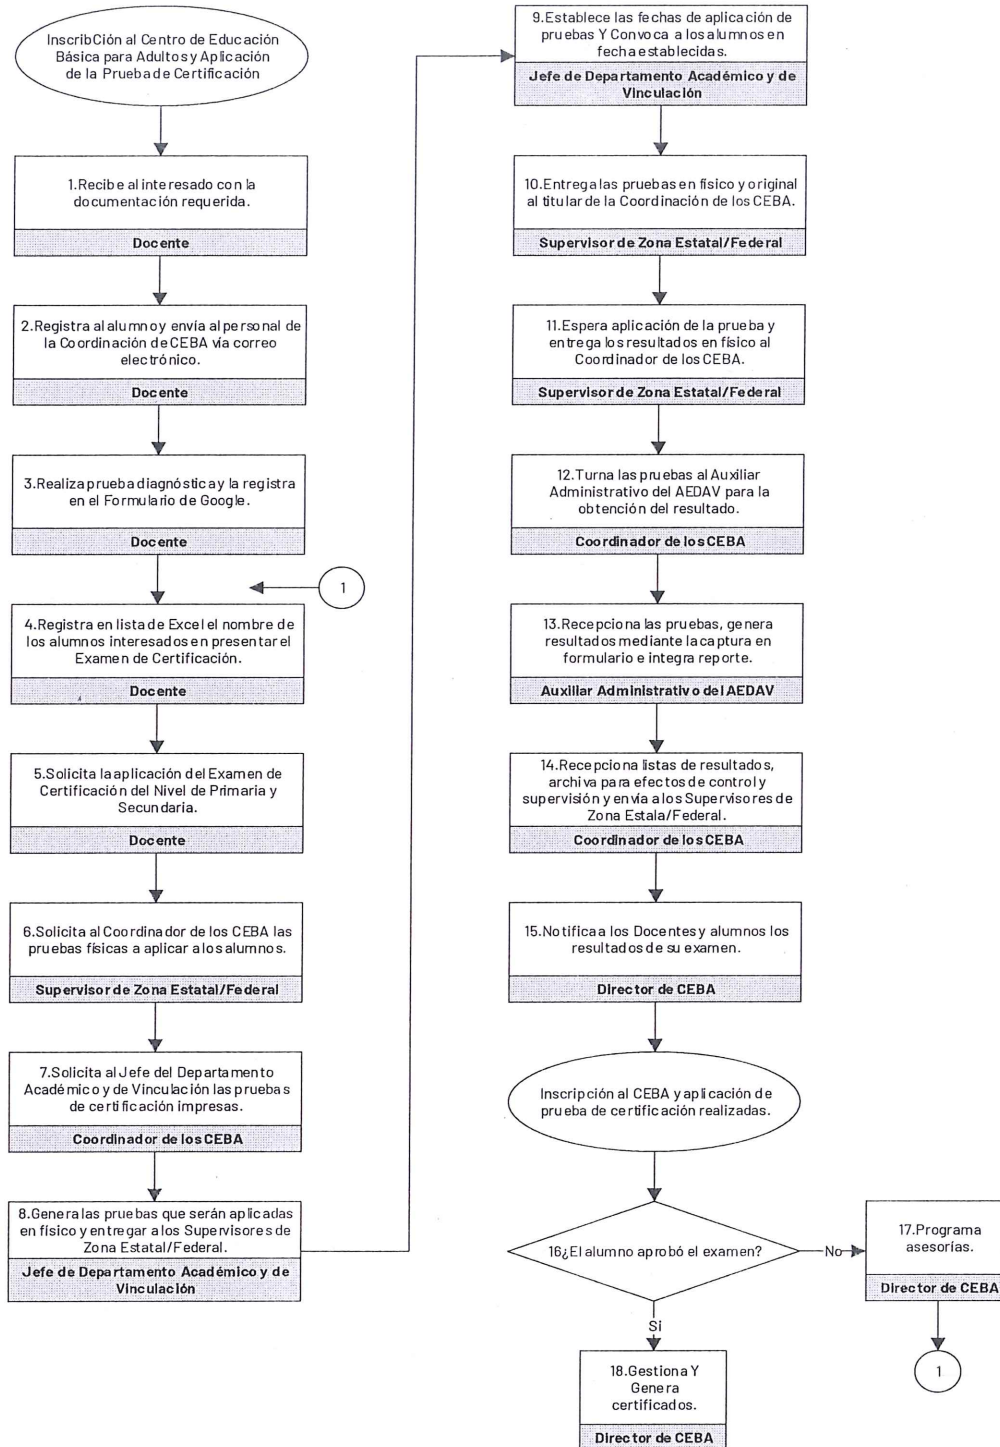 InscribCión al Centro de Educación
Básica para Adultos y Aplicación
de la Prueba de Certificación
1.Recibe al interesado con la
documentación requerida.
Docente
2.Registra al alumno y envía al personal de
la Coordinación de CEBA vía correo
electrónico.
Docente
3.Realiza prueba diagnóstica y la registra
en el Formulario de Google.
Docente
1
4.Registra en lista de Excel el nombre de
los alumnos interesados en presentar el
Examen de Certificación.
Docente
5.Solicita la aplicación del Examen de
Certificación del Nivel de Primaria y
Secundaria.
Docente
6.Solicita al Coordinador de los CEBA las
pruebas físicas a aplicar a los alumnos.
Supervisor de Zona Estatal/Federal
7.Solicita al Jefe del Departamento
Académico y de Vinculación las pruebas
de certificación impresas.
Coordinador de los CEBA
8.Genera las pruebas que serán aplicadas
en físico y entregar a los Supervisores de
Zona Estatal/Federal.
Jefe de Departamento Académico y de
Vinculación
9.Establece las fechas de aplicación de
pruebas Y Convoca a los alumnos en
fecha establecidas.
Jefe de Departamento Académico y de
Vinculación
10.Entrega las pruebas en físico y original
al titular de la Coordinación de los CEBA.
Supervisor de Zona Estatal/Federal
11.Espera aplicación de la prueba y
entrega los resultados en físico al
Coordinador de los CEBA.
Supervisor de Zona Estatal/Federal
12.Turna las pruebas al Auxiliar
Administrativo del AEDAV para la
obtención del resultado.
Coordinador de los CEBA
13.Recepciona las pruebas, genera
resultados mediante la captura en
formulario e integra reporte.
Auxiliar Administrativo del AEDAV
14.Recepciona listas de resultados,
archiva para efectos de control y
supervisión y envía a los Supervisores de
Zona Estala/Federal.
Coordinador de los CEBA
15.Notifica a los Docentes y alumnos los
resultados de su examen.
Director de CEBA
Inscripción al CEBA y aplicación de
prueba de certificación realizadas.
16¿El alumno aprobó el examen?
No
17.Programa
asesorías.
Director de CEBA
1
Si
18.Gestiona Y
Genera
certificados.
Director de CEBA